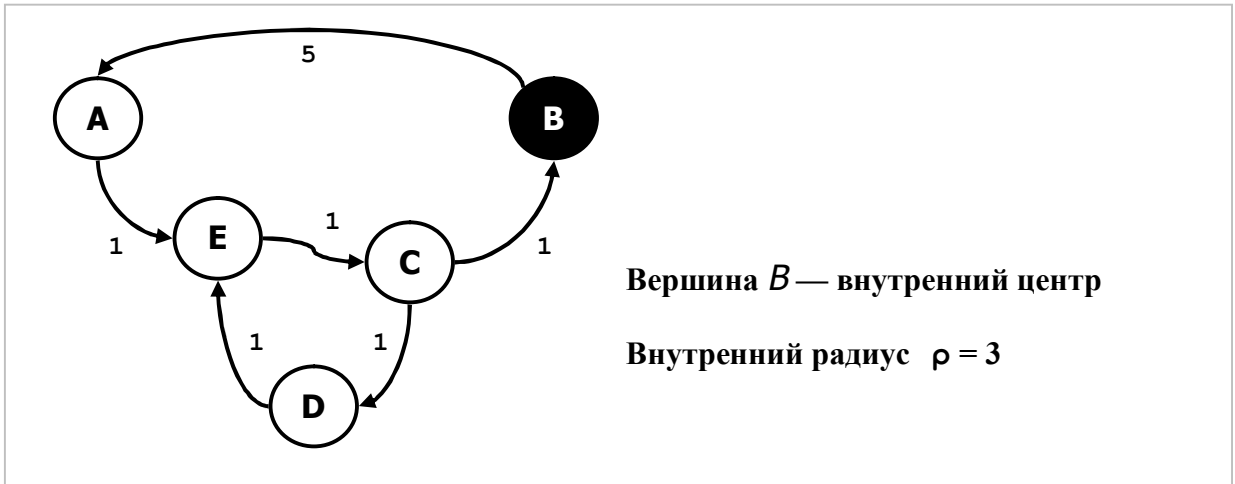 5
A
B
1
E
1
C
1
Вершина B — внутренний центр
1
1
Внутренний радиус ρ = 3
D